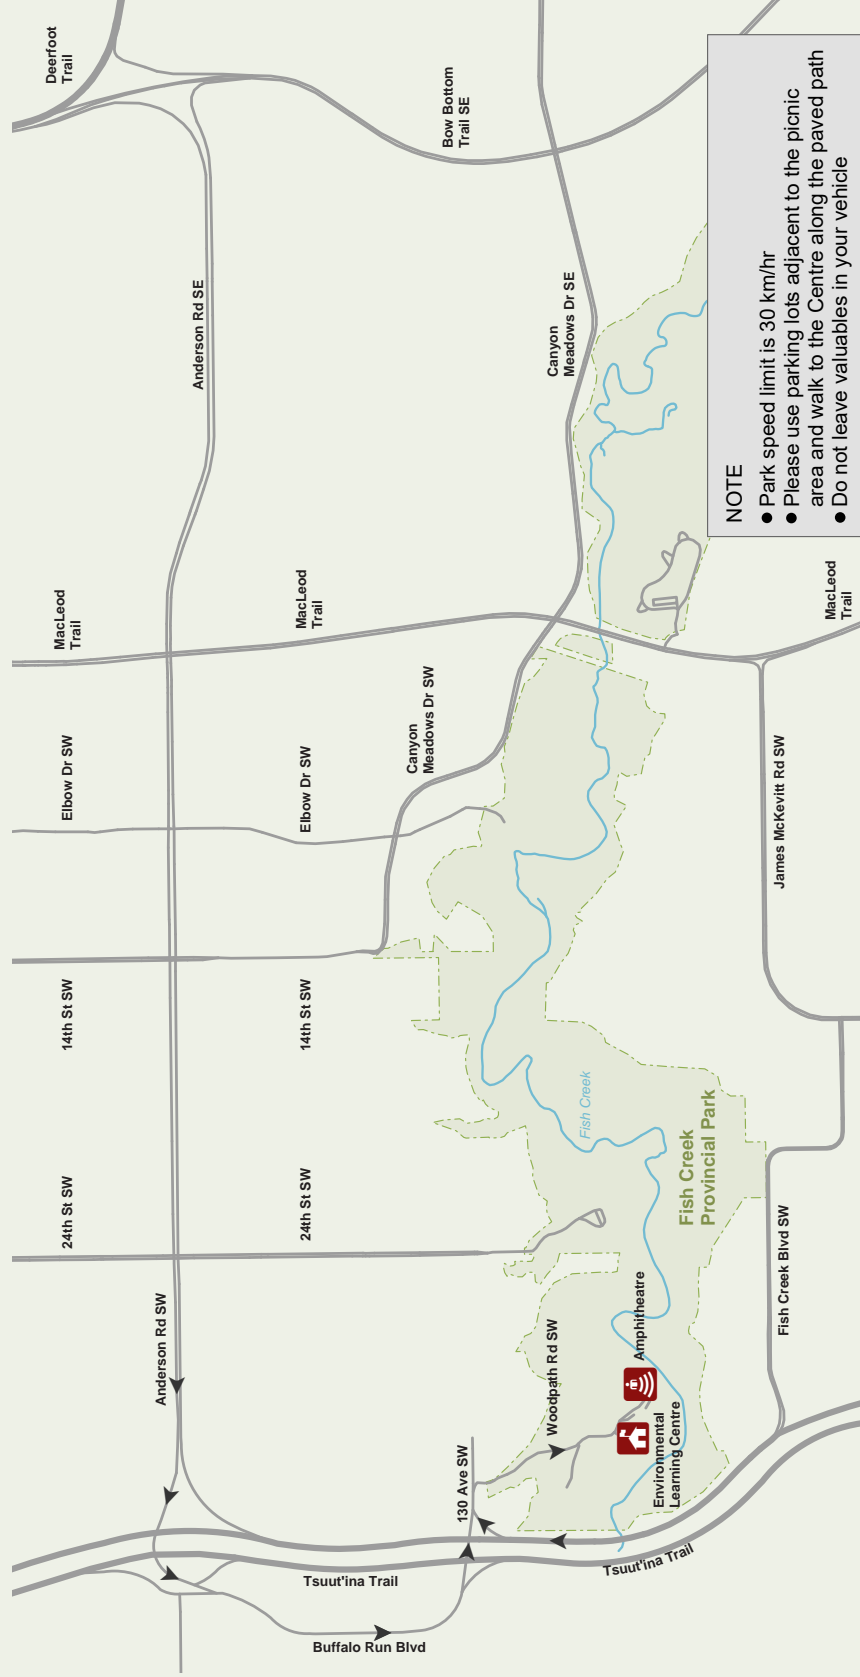 Deerfoot
Trail
Bow Bottom
Trail SE
Anderson Rd SE
Canyon
Meadows Dr SE
MacLeod
Trail
MacLeod
Trail
MacLeod
Trail
Elbow Dr SW
Elbow Dr SW
Canyon
Meadows Dr SW
James McKevitt Rd SW
14th St SW
14th St SW
24th St SW
24th St SW
Fish Creek
Fish Creek
Provincial Park
Anderson Rd SW
130 Ave SW
Woodpath Rd SW
Amphitheatre
Environmental
Learning Centre
Fish Creek Blvd SW
Tsuut'ina Trail
Tsuut'ina Trail
Buffalo Run Blvd
NOTE
● Park speed limit is 30 km/hr
● Please use parking lots adjacent to the picnic
area and walk to the Centre along the paved path
● Do not leave valuables in your vehicle